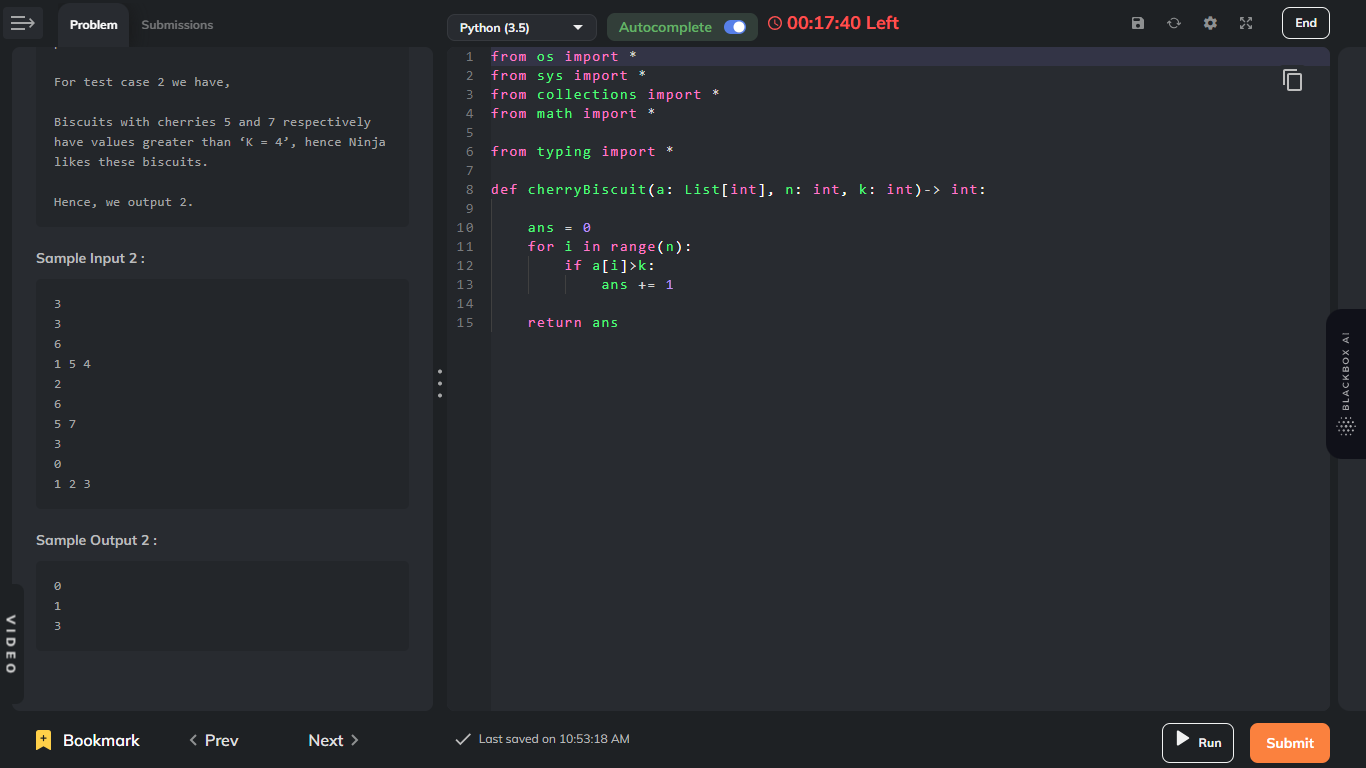 Problem
Submissions
Python (3.5)
Autocomplete
00:17:40 Left
End
For test case 2 we have,
Biscuits with cherries 5 and 7 respectively
have values greater than ‘K = 4’, hence Ninja
likes these biscuits.
Hence, we output 2.
Sample Input 2 :
3
3
6
1 5 4
2
6
5 7
3
0
1 2 3
Sample Output 2 :
0
1
3
1 from os import *
2 from sys import *
3 from collections import *
4 from math import *
5
6 from typing import *
7
8 def cherryBiscuit(a: List[int], n: int, k: int)-> int:
9
10 ans = 0
11 for i in range(n):
12 if a[i]>k:
13 ans += 1
14
15 return ans
BLACKBOX AI
VIDEO
Bookmark
Prev
Next
Last saved on 10:53:18 AM
Run
Submit